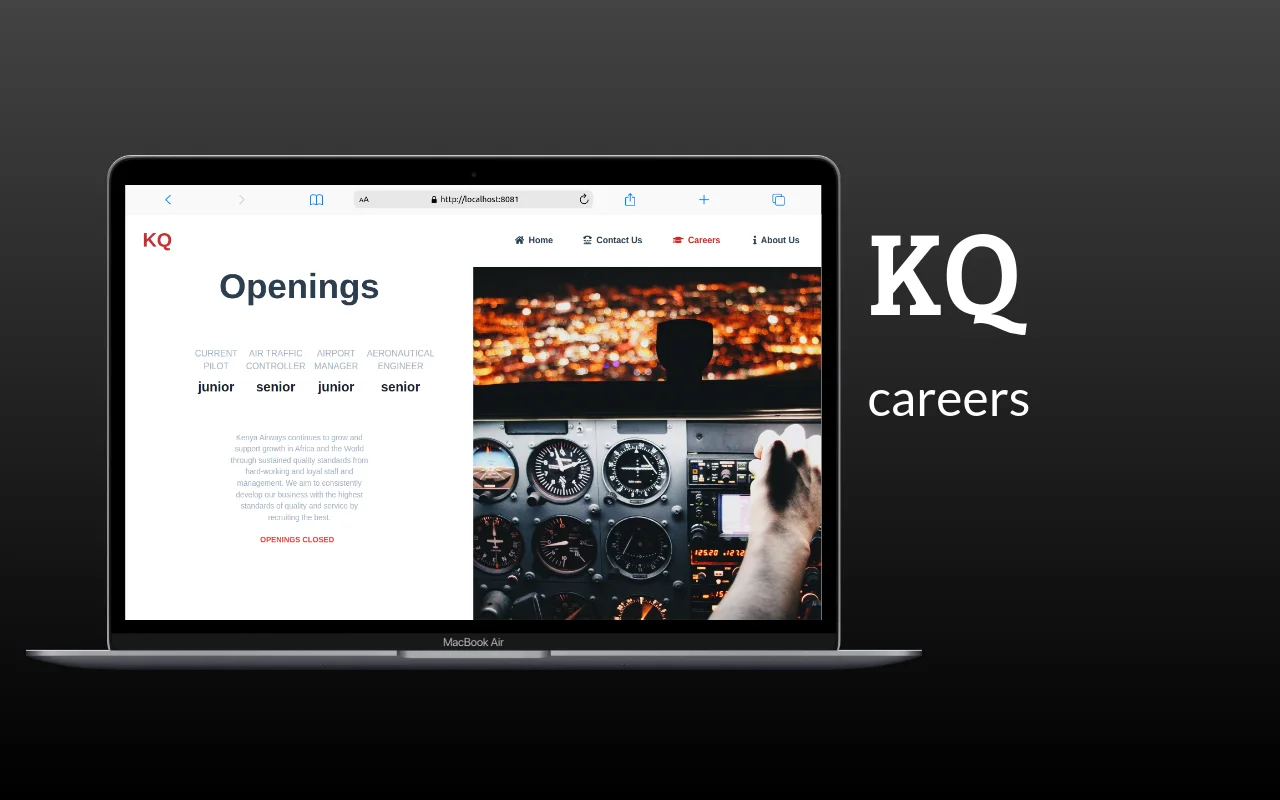 AA
http://localhost:8081
KQ
Home
Contact Us
Careers
About Us
Openings
CURRENT PILOT
junior
AIR TRAFFIC CONTROLLER
senior
AIRPORT MANAGER
junior
AERONAUTICAL ENGINEER
senior
Kenya Airways continues to grow and
support growth in Africa and the World
through sustained quality standards from
hard-working and loyal staff and
management. We aim to consistently
develop our business with the highest
standards of quality and service by
recruiting the best.
OPENINGS CLOSED
125.20
MacBook Air
KQ
careers